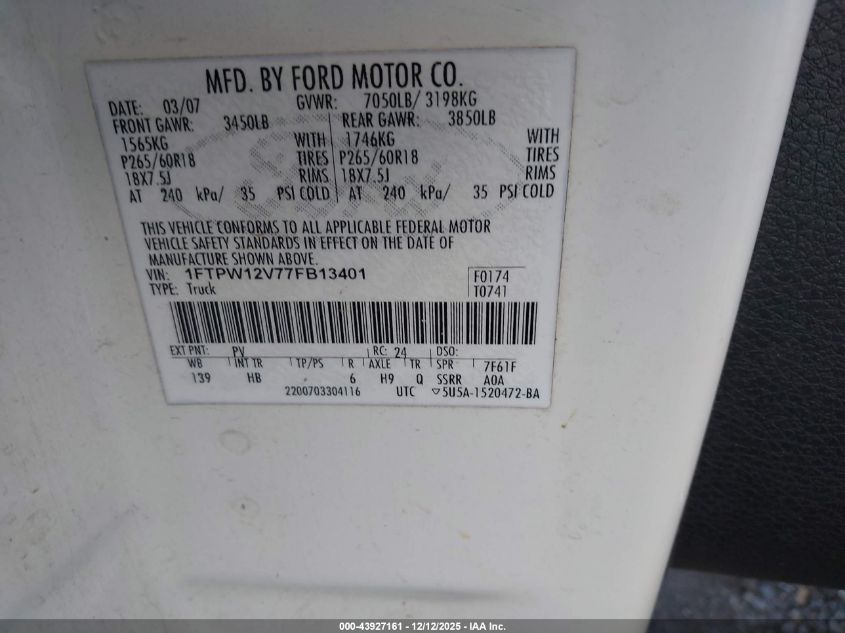 MFD. BY FORD MOTOR CO.
DATE: 03/07 GVWR: 7050LB/ 3198KG
FRONT GAWR: 3450LB REAR GAWR: 3850LB
1565KG WITH 1746KG WITH
P265/60R18 TIRES P265/60R18 TIRES
18X7.5J RIMS 18X7.5J RIMS
AT 240 kPa/ 35 PSI COLD AT 240 kPa/ 35 PSI COLD
THIS VEHICLE CONFORMS TO ALL APPLICABLE FEDERAL MOTOR
VEHICLE SAFETY STANDARDS IN EFFECT ON THE DATE OF
MANUFACTURE SHOWN ABOVE.
VIN: 1FTPW12V77FB13401 F0174
TYPE: Truck T0741
EXT PNT: PV RC: 24 DSO:
WB INT TR TP/PS R AXLE TR SPR 7F61F
139 HB 6 H9 Q SSRR A0A
2200703304116 UTC ▽5U5A-1520472-BA
000-43927161 - 12/12/2025 - IAA Inc.